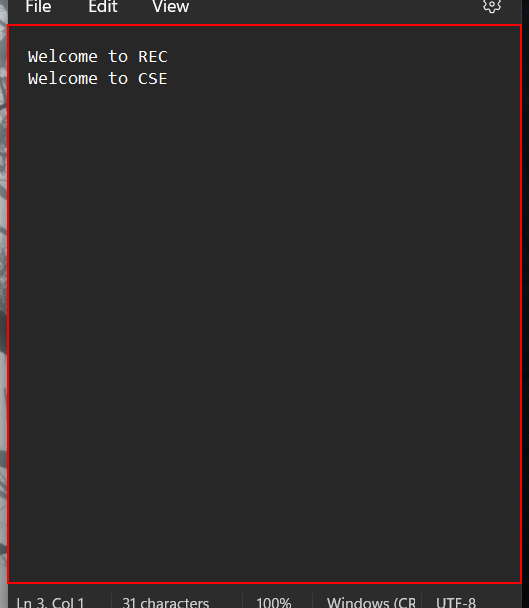 File Edit View
Welcome to REC
Welcome to CSE
Ln 3, Col 1 31 characters 100% Windows (CR UTF-8